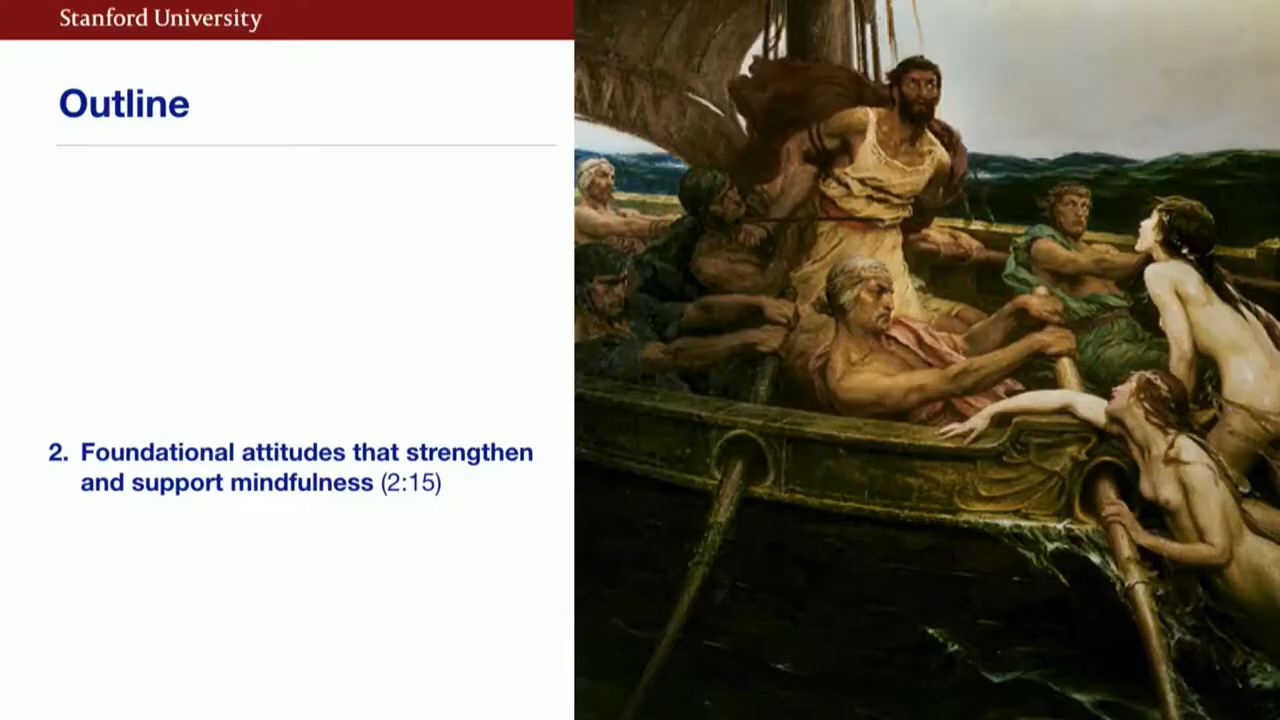 Stanford University
Outline
2. Foundational attitudes that strengthen
and support mindfulness (2:15)